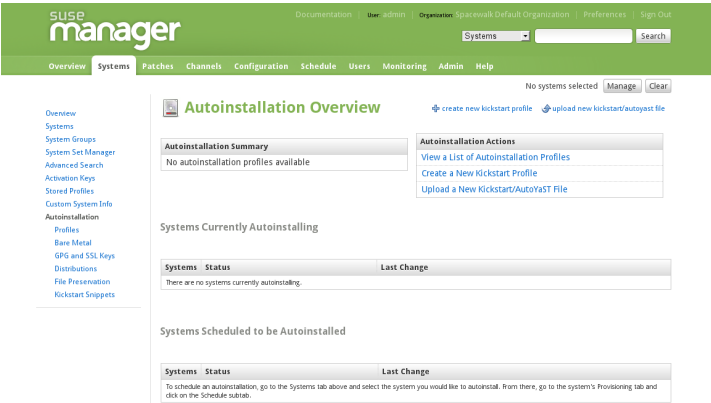 suse
manager
Documentation | User: admin | Organization: Spacewalk Default Organization | Preferences | Sign Out
Systems Search
Overview Systems Patches Channels Configuration Schedule Users Monitoring Admin Help
No systems selected Manage Clear
Overview
Systems
System Groups
System Set Manager
Advanced Search
Activation Keys
Stored Profiles
Custom System Info
Autoinstallation
Profiles
Bare Metal
GPG and SSL Keys
Distributions
File Preservation
Kickstart Snippets
Autoinstallation Overview
create new kickstart profile upload new kickstart/autoyast file
Autoinstallation Summary
No autoinstallation profiles available
Autoinstallation Actions
View a List of Autoinstallation Profiles
Create a New Kickstart Profile
Upload a New Kickstart/AutoYaST File
Systems Currently Autoinstalling
Systems Status Last Change
There are no systems currently autoinstalling.
Systems Scheduled to be Autoinstalled
Systems Status Last Change
To schedule an autoinstallation, go to the Systems tab above and select the system you would like to autoinstall. From there, go to the system's Provisioning tab and
click on the Schedule subtab.